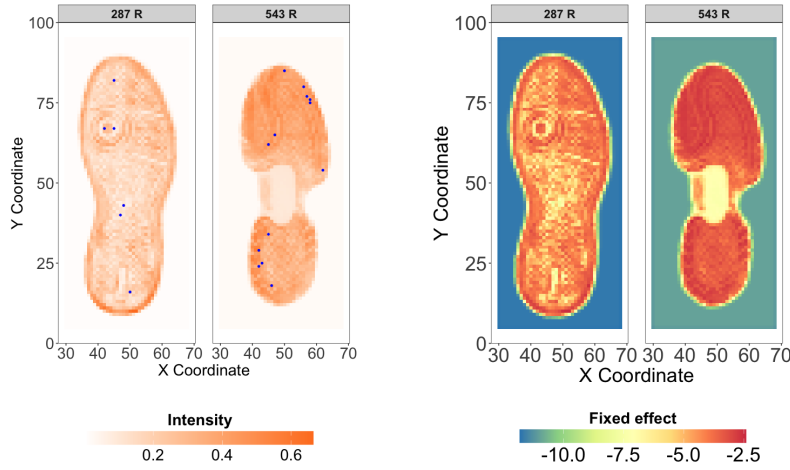 287 R 543 R
100
75
50
25
0
Y Coordinate
30 40 50 60 70 30 40 50 60 70
X Coordinate
Intensity
0.2 0.4 0.6
287 R 543 R
100
75
50
25
0
Y Coordinate
30 40 50 60 70 30 40 50 60 70
X Coordinate
Fixed effect
-10.0 -7.5 -5.0 -2.5